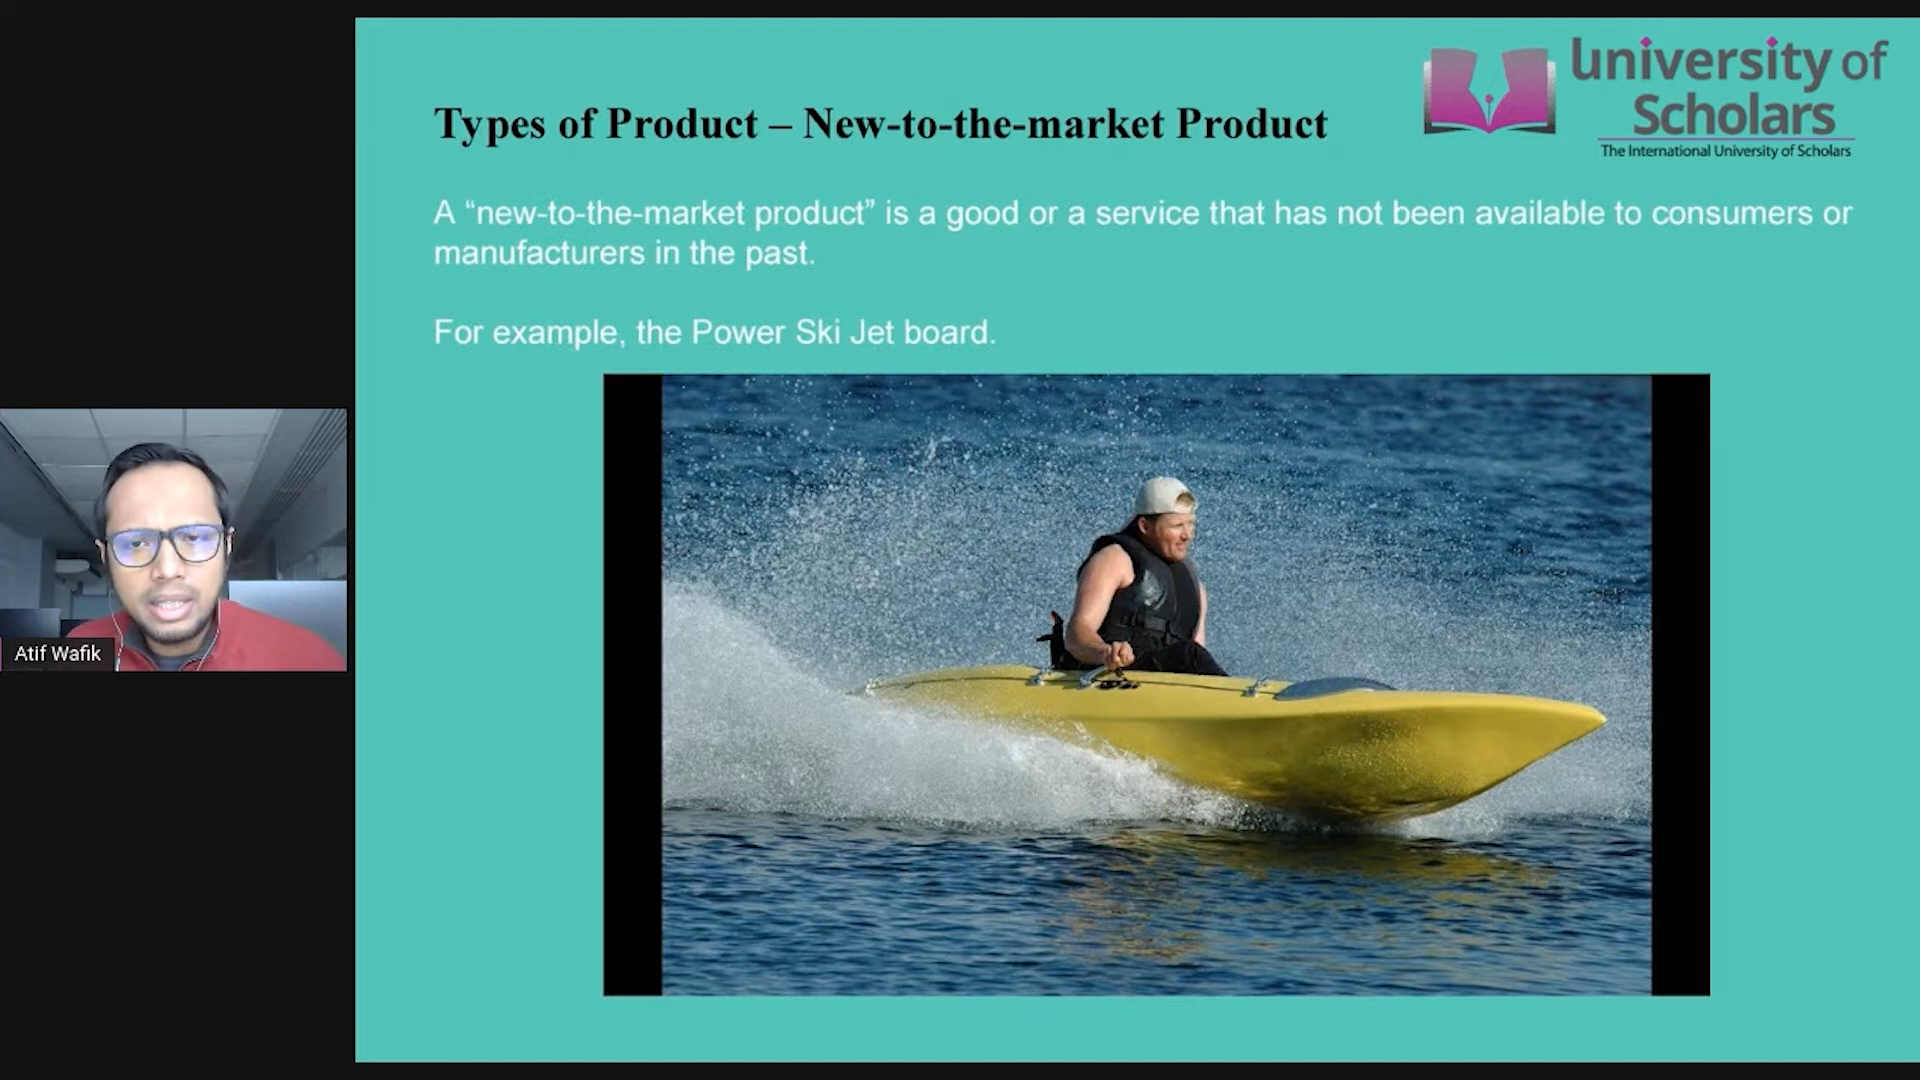 University of
Scholars
The International University of Scholars
Types of Product – New-to-the-market Product
A “new-to-the-market product” is a good or a service that has not been available to consumers or
manufacturers in the past.
For example, the Power Ski Jet board.
Atif Wafik